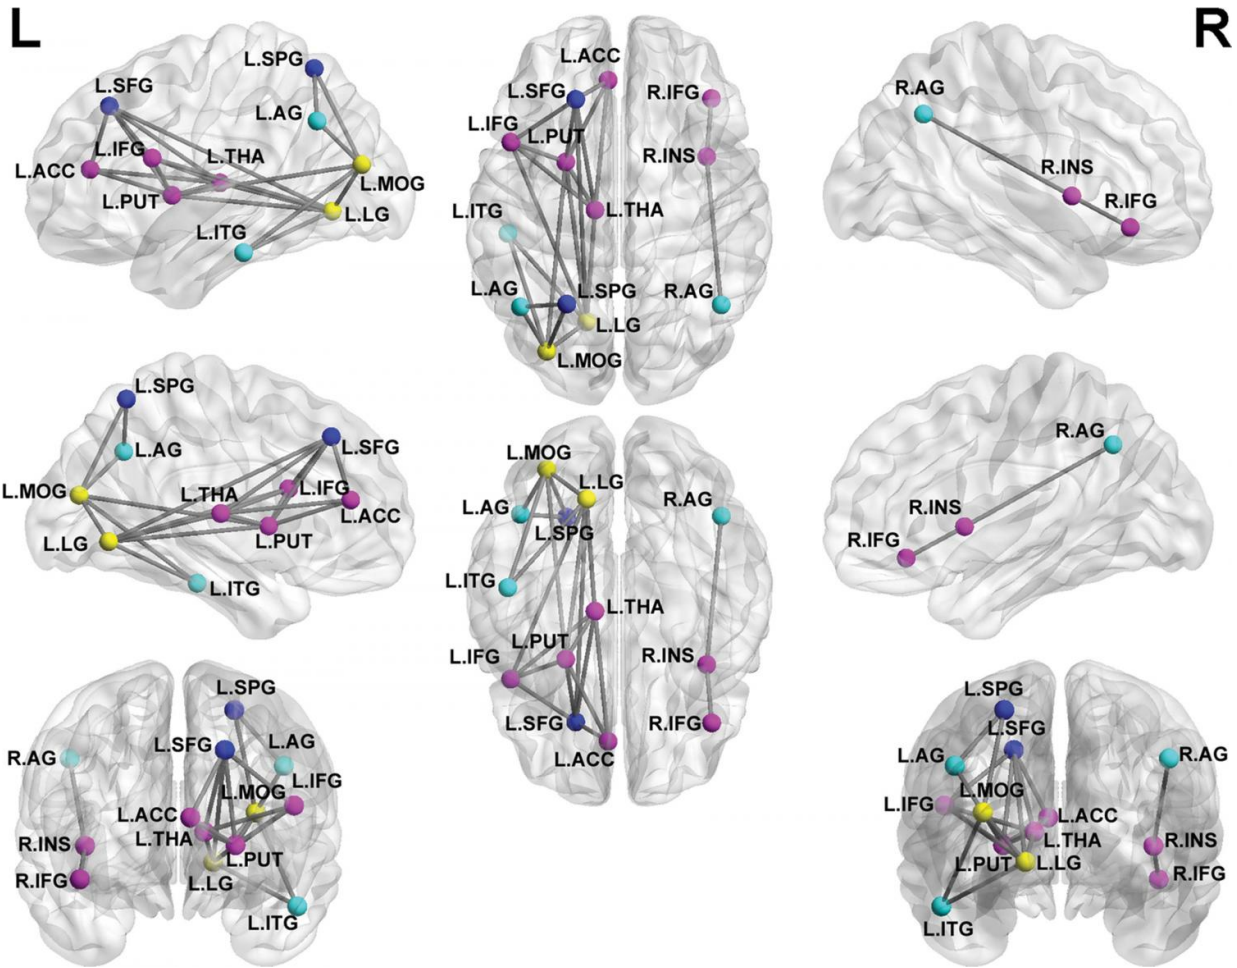 L
R
L.SPG
L.SFG
L.AG
L.IFG
L.THA
L.ACC
L.MOG
L.PUT
L.LG
L.ITG
L.ACC
L.SFG
R.IFG
L.IFG
L.PUT
R.INS
L.ITG
L.THA
L.AG
L.SPG
R.AG
L.LG
L.MOG
R.AG
R.INS
R.IFG
L.SPG
L.SFG
L.AG
L.MOG
L.THA
L.IFG
L.ACC
L.LG
L.PUT
L.ITG
L.MOG
L.LG
L.AG
R.AG
L.SPG
L.ITG
L.THA
L.PUT
L.IFG
R.INS
L.SFG
R.IFG
L.ACC
R.AG
R.INS
R.IFG
L.SPG
L.SFG
L.AG
R.AG
L.MOG
L.IFG
L.ACC
L.THA
R.INS
L.PUT
R.IFG
L.LG
L.ITG
L.SPG
L.SFG
L.AG
R.AG
L.MOG
L.IFG
L.ACC
L.THA
R.INS
L.PUT
L.LG
R.IFG
L.ITG